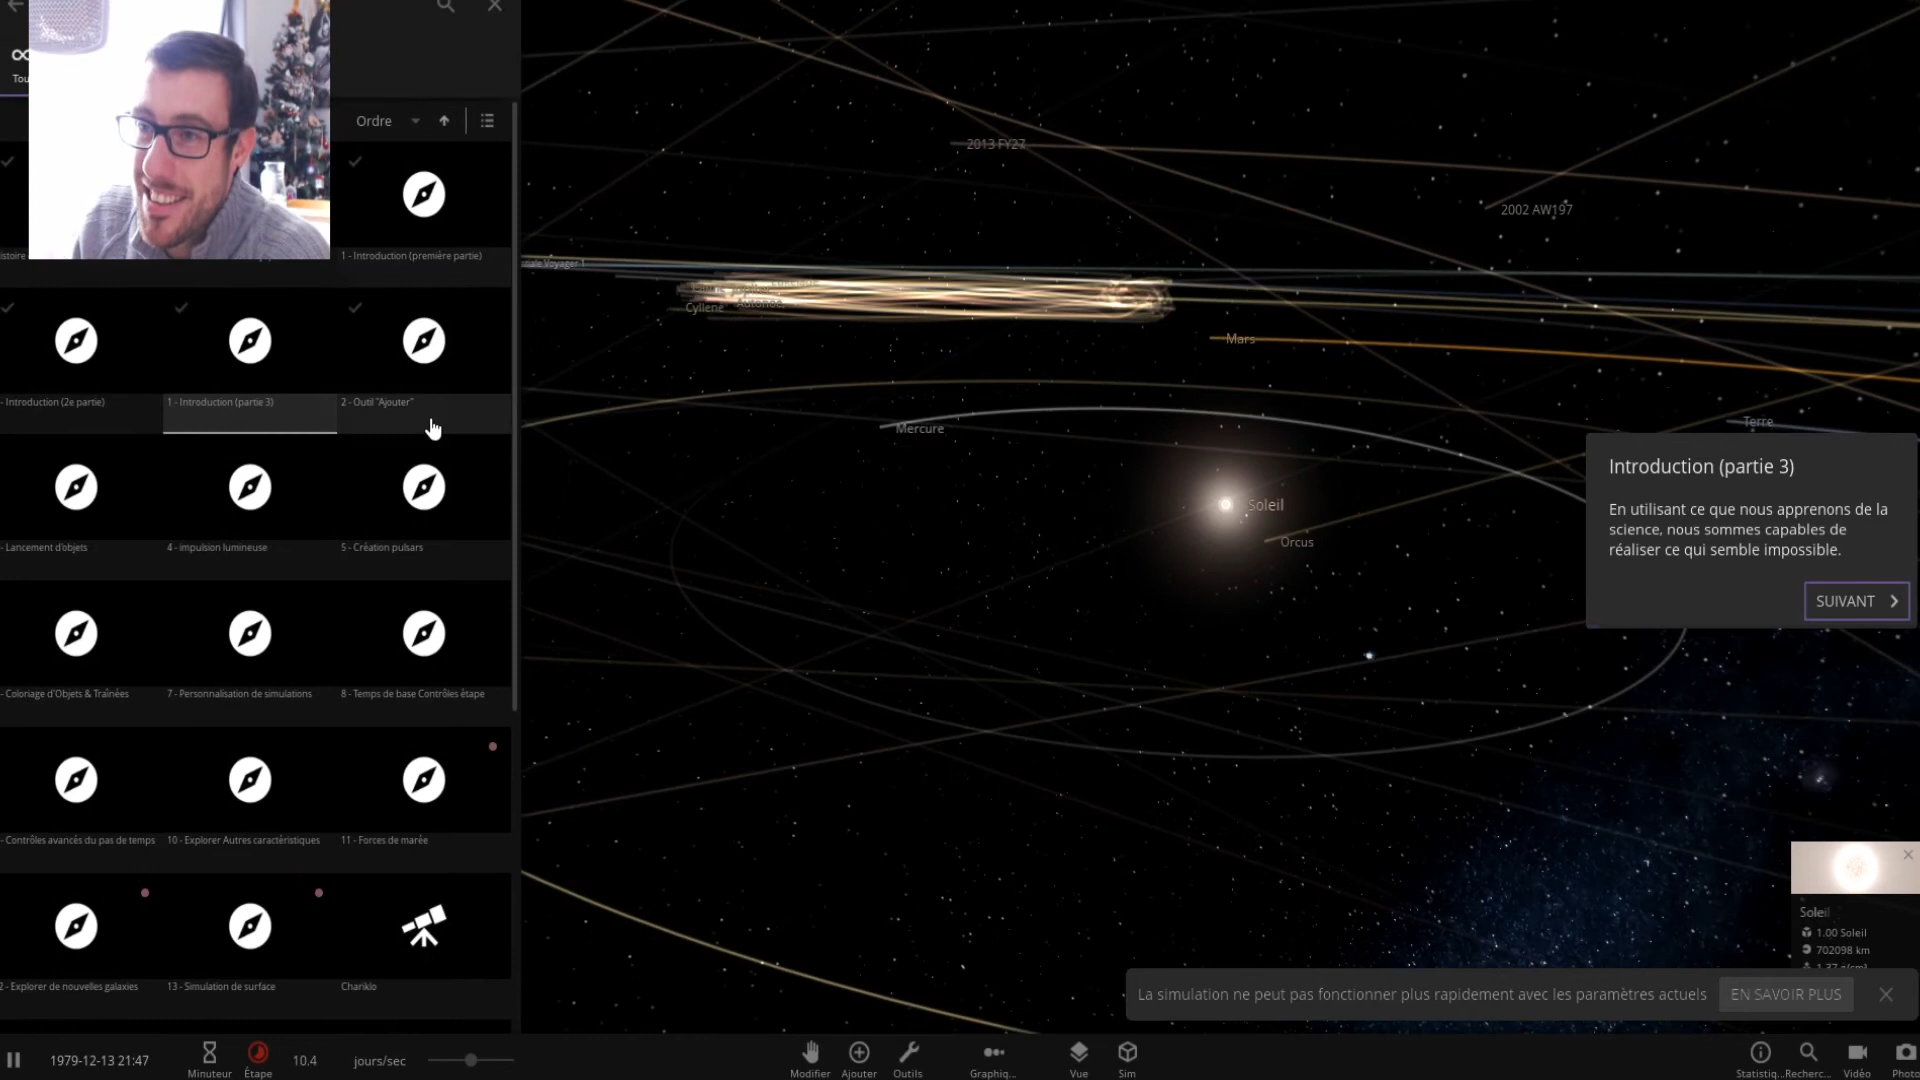 Tou
Ordre
istoire
1 - Introduction (première partie)
- Introduction (2e partie)
1 - Introduction (partie 3)
2 - Outil "Ajouter"
- Lancement d'objets
4 - impulsion lumineuse
5 - Création pulsars
- Coloriage d'Objets & Traînées
7 - Personnalisation de simulations
8 - Temps de base Contrôles étape
- Contrôles avancés du pas de temps
10 - Explorer Autres caractéristiques
11 - Forces de marée
2 - Explorer de nouvelles galaxies
13 - Simulation de surface
Chariklo
2013 FY27
2002 AW197
iale Voyager 1
Cyllene
Autonoe
Mars
Mercure
Terre
Soleil
Orcus
Introduction (partie 3)
En utilisant ce que nous apprenons de la
science, nous sommes capables de
réaliser ce qui semble impossible.
SUIVANT
Soleil
1.00 Soleil
702098 km
1.37 g/cm³
La simulation ne peut pas fonctionner plus rapidement avec les paramètres actuels
EN SAVOIR PLUS
1979-12-13 21:47
Minuteur
Étape
10.4
jours/sec
Modifier
Ajouter
Outils
Graphiq...
Vue
Sim
Statistiq...
Recherc...
Vidéo
Photo